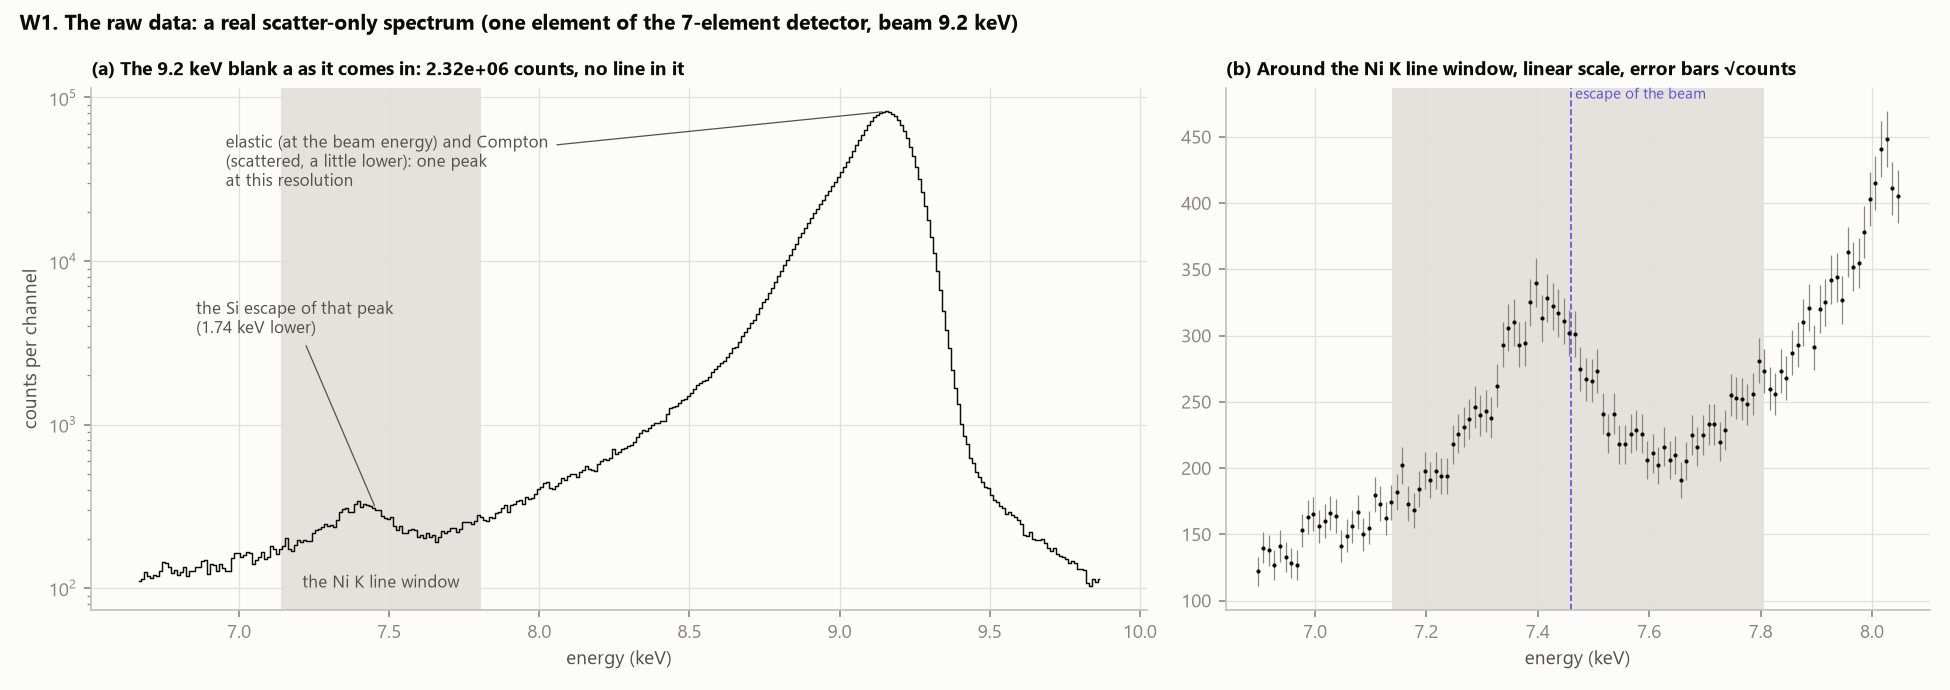 W1. The raw data: a real scatter-only spectrum (one element of the 7-element detector, beam 9.2 keV)
(a) The 9.2 keV blank a as it comes in: 2.32e+06 counts, no line in it
counts per channel
10⁵
10⁴
10³
10²
elastic (at the beam energy) and Compton
(scattered, a little lower): one peak
at this resolution
the Si escape of that peak
(1.74 keV lower)
the Ni K line window
7.0 7.5 8.0 8.5 9.0 9.5 10.0
energy (keV)
(b) Around the Ni K line window, linear scale, error bars √counts
escape of the beam
450
400
350
300
250
200
150
100
7.0 7.2 7.4 7.6 7.8 8.0
energy (keV)